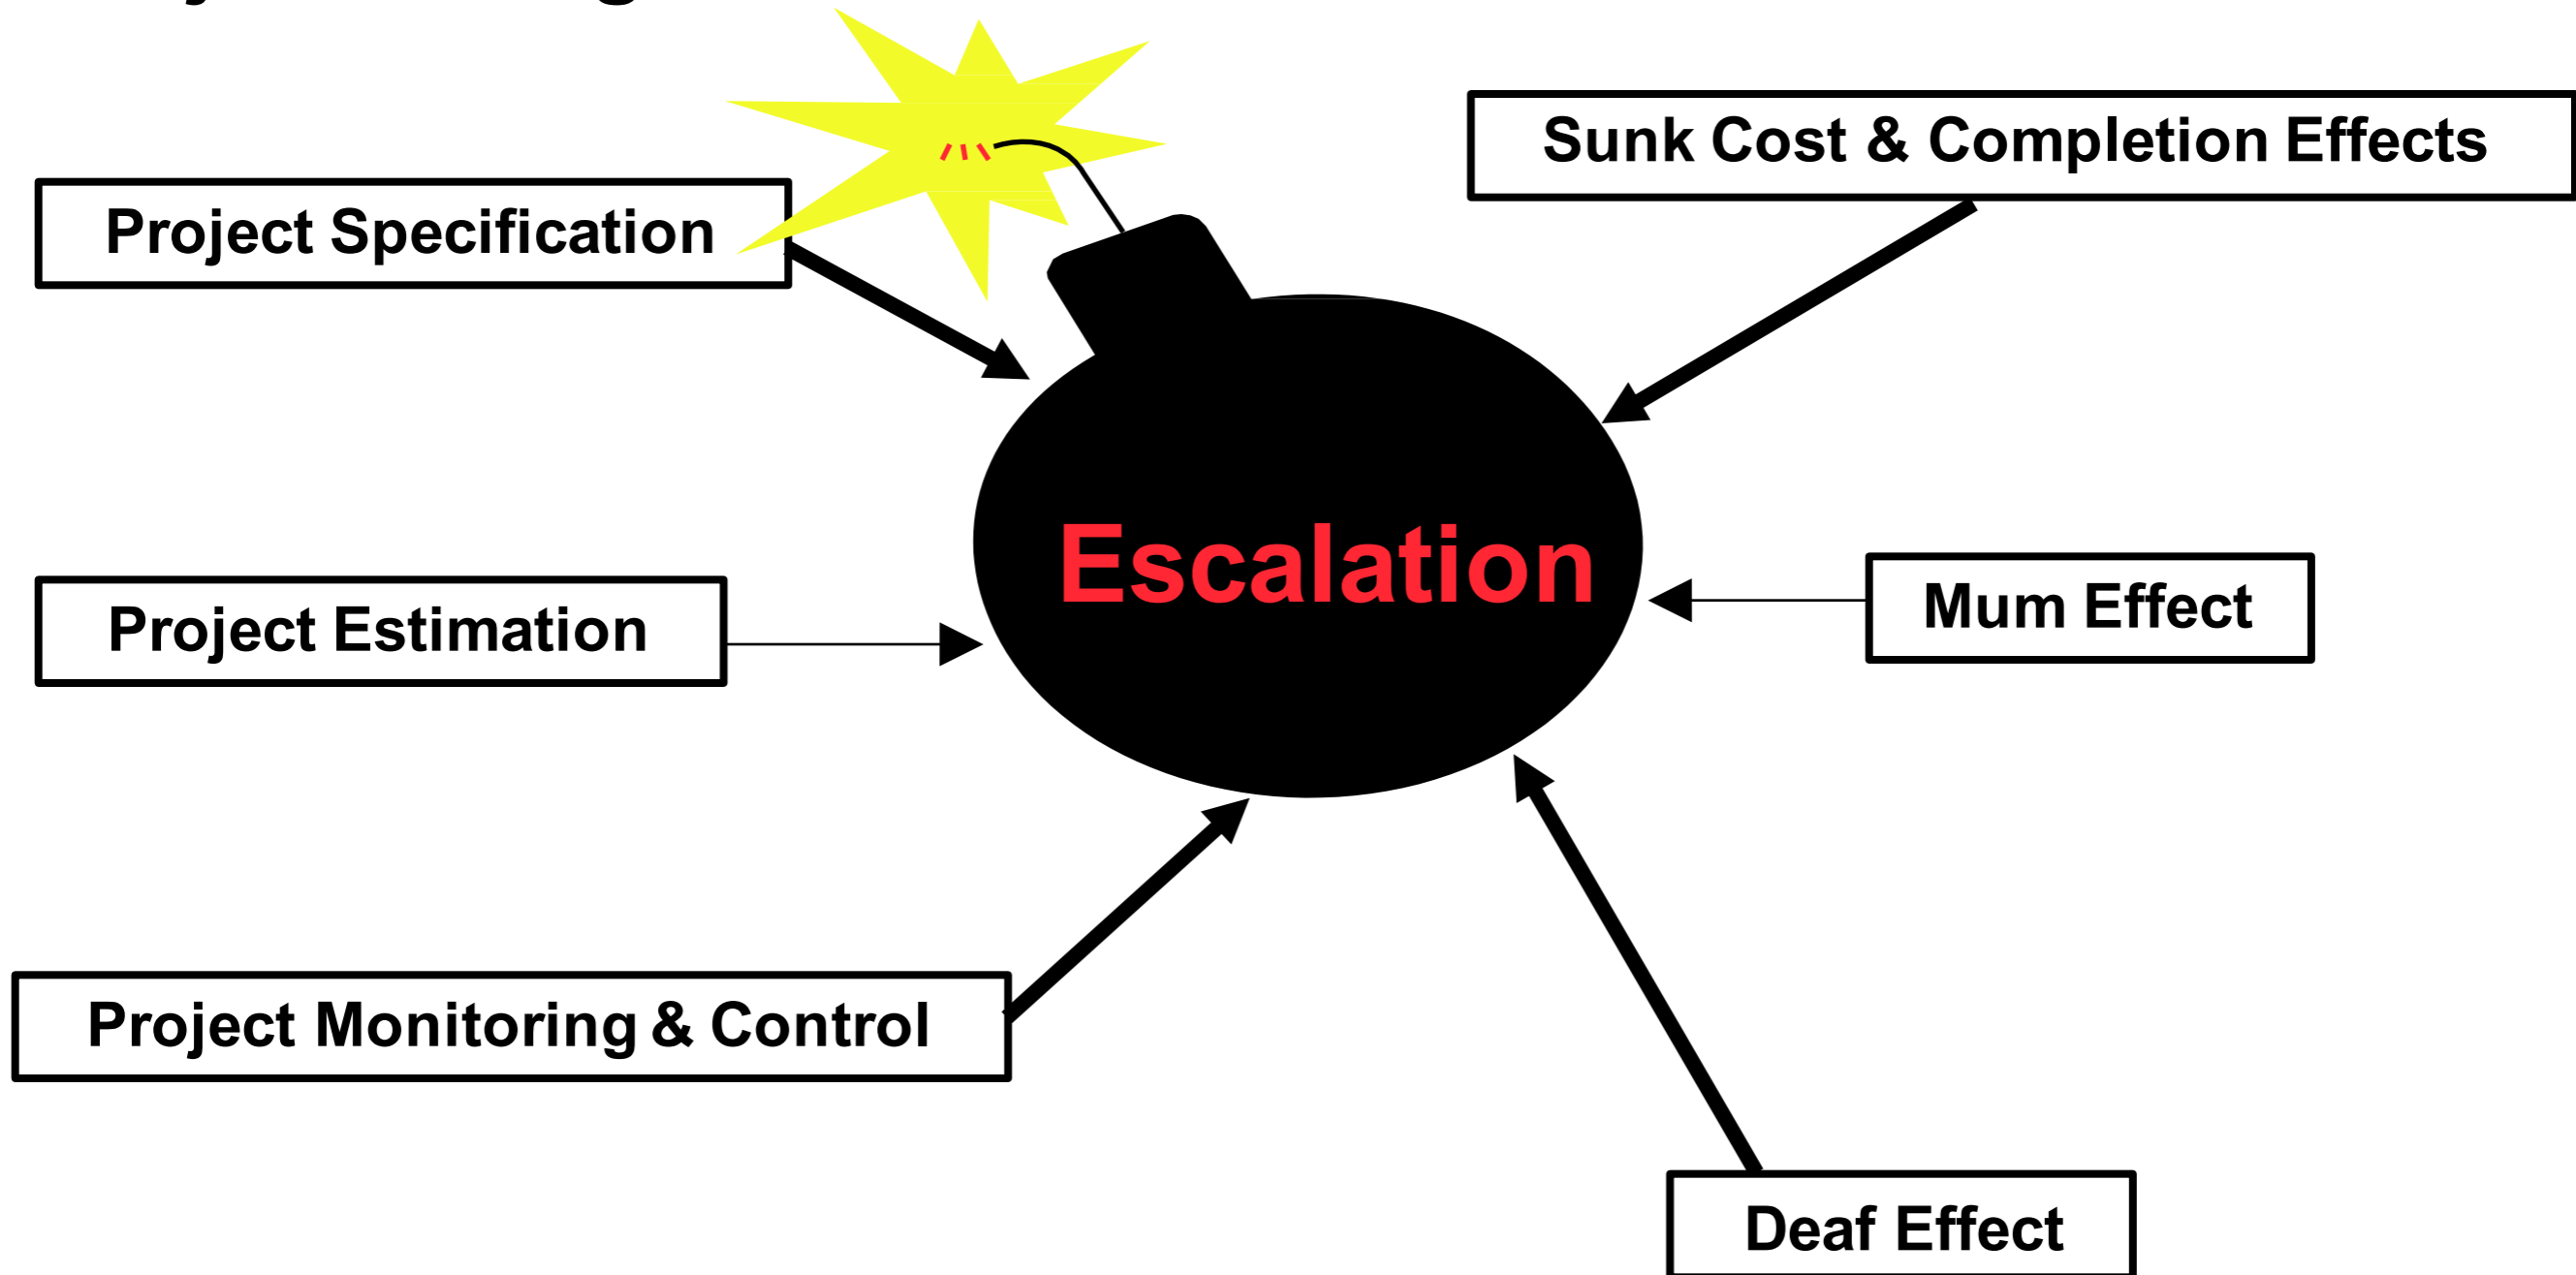 Sunk Cost & Completion Effects
Project Specification
Escalation
Mum Effect
Project Estimation
Project Monitoring & Control
Deaf Effect